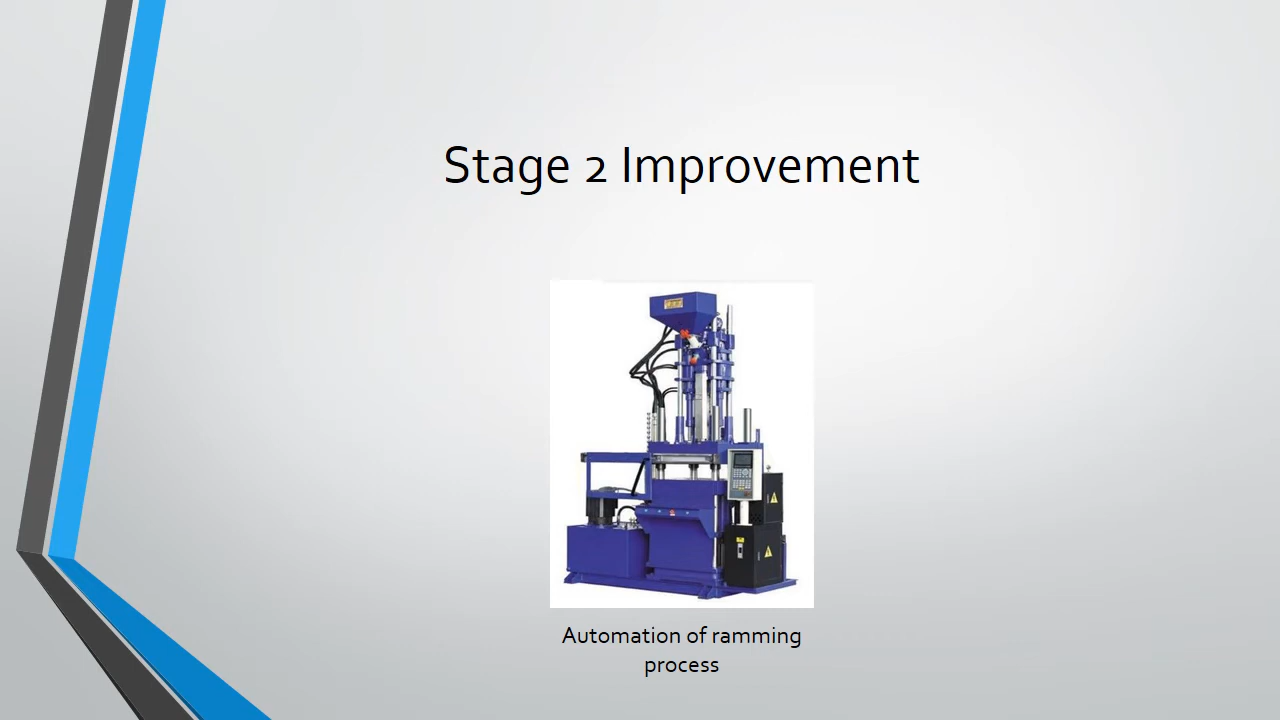 Stage 2 Improvement
Automation of ramming
process